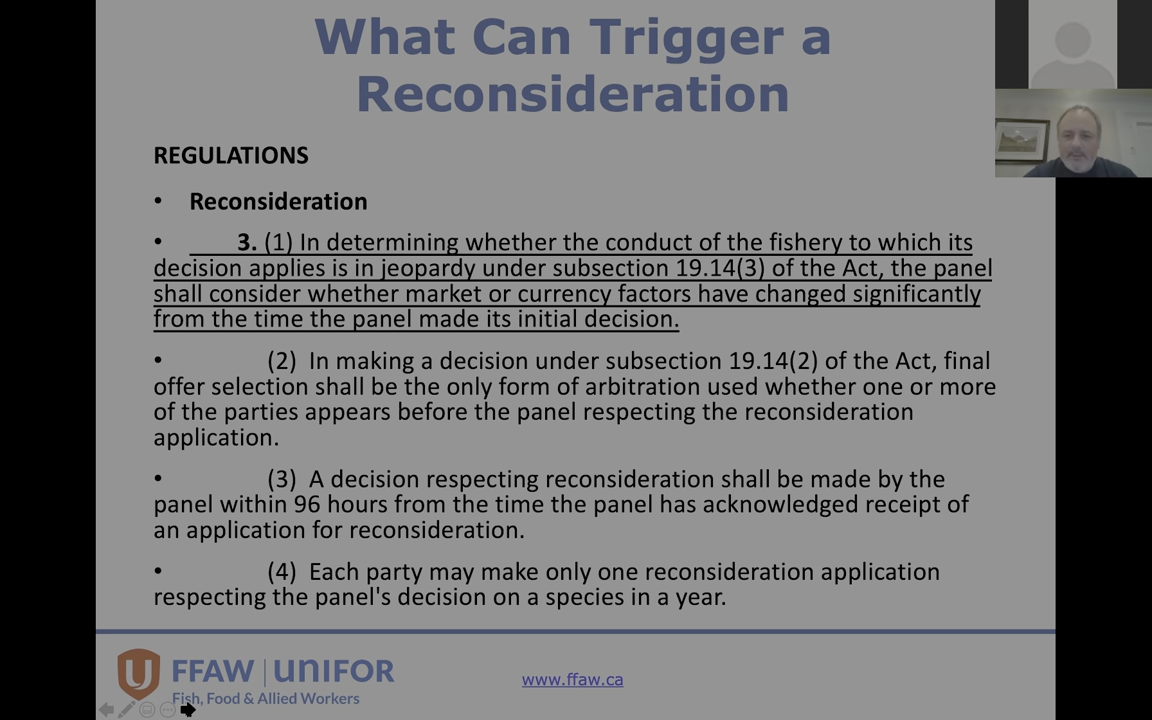 What Can Trigger a
Reconsideration
REGULATIONS
• Reconsideration
• 3. (1) In determining whether the conduct of the fishery to which its
decision applies is in jeopardy under subsection 19.14(3) of the Act, the panel
shall consider whether market or currency factors have changed significantly
from the time the panel made its initial decision.
• (2) In making a decision under subsection 19.14(2) of the Act, final
offer selection shall be the only form of arbitration used whether one or more
of the parties appears before the panel respecting the reconsideration
application.
• (3) A decision respecting reconsideration shall be made by the
panel within 96 hours from the time the panel has acknowledged receipt of
an application for reconsideration.
• (4) Each party may make only one reconsideration application
respecting the panel's decision on a species in a year.
FFAW | UNIFOR
Fish, Food & Allied Workers
www.ffaw.ca